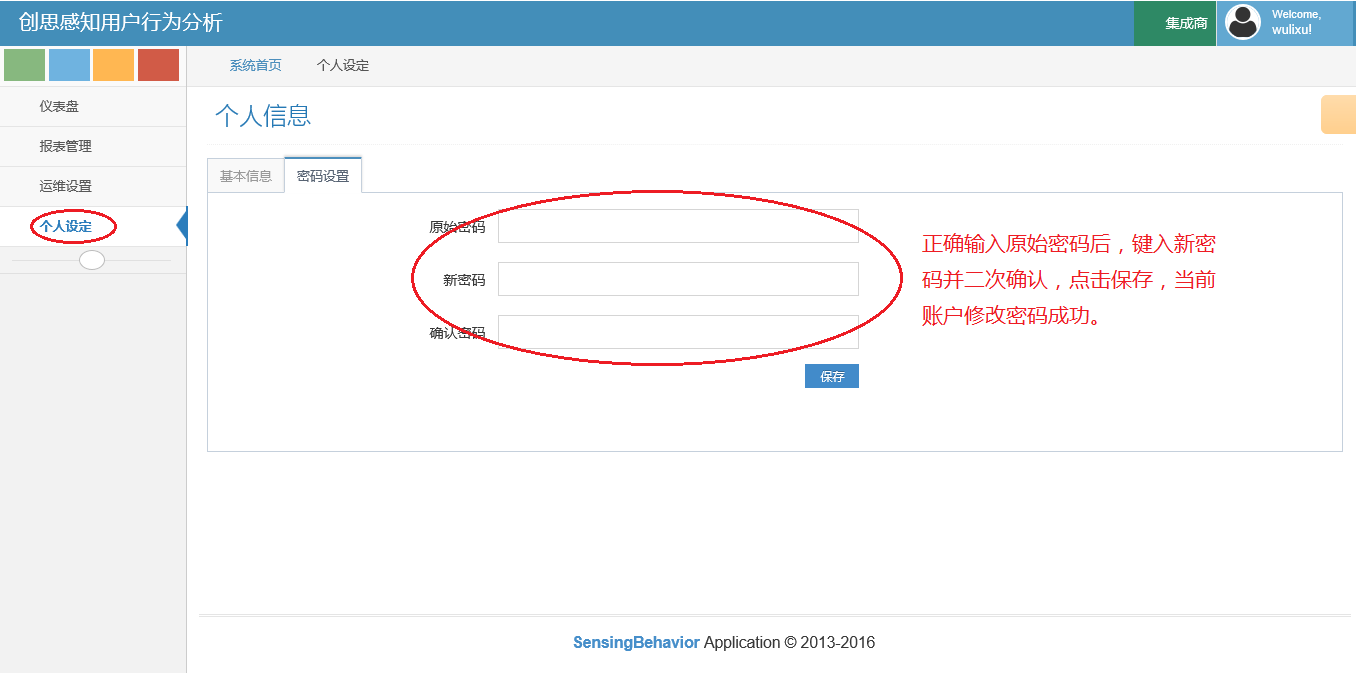 创思感知用户行为分析
集成商
Welcome,
wulixu!
系统首页
个人设定
仪表盘
报表管理
运维设置
个人设定
个人信息
基本信息
密码设置
原始密码
新密码
确认密码
保存
正确输入原始密码后，键入新密
码并二次确认，点击保存，当前
账户修改密码成功。
SensingBehavior Application © 2013-2016